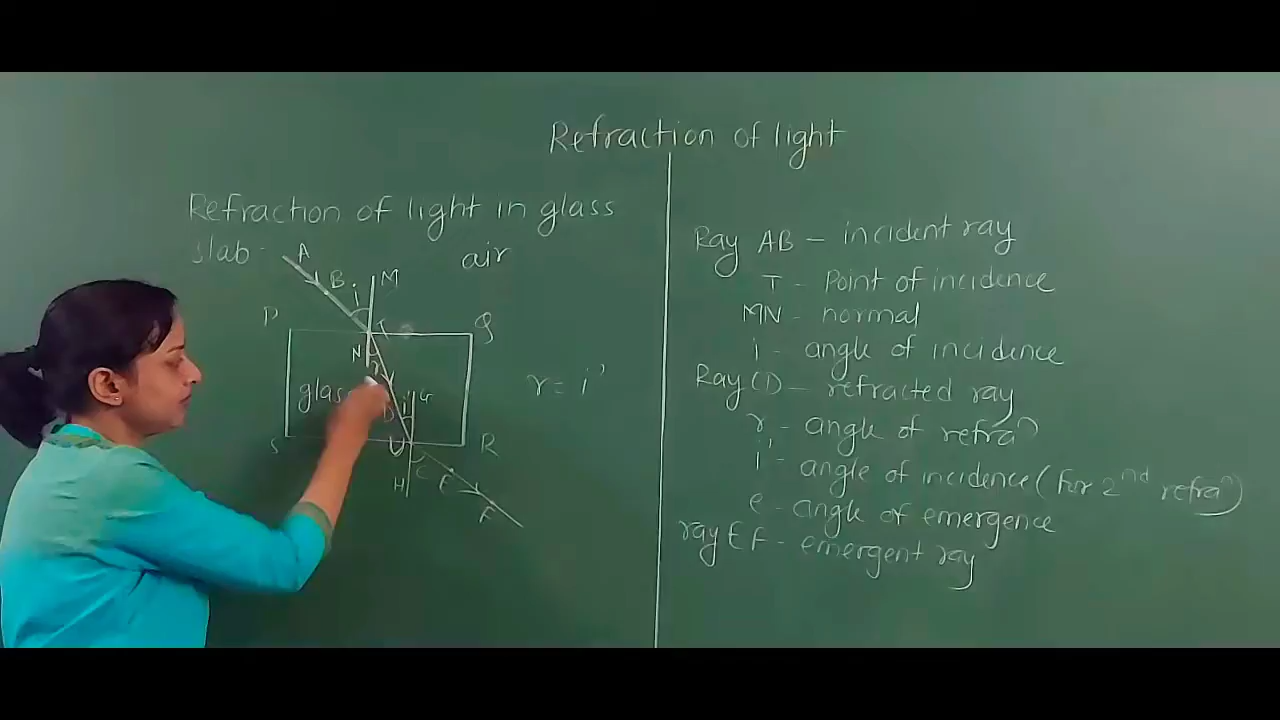 Refraction of light
Refraction of light in glass
slab -
air
A
B
i
M
P
T
Q
N
r
glass
D
i'
G
S
U
R
e
H
E
F
r = i'
Ray AB - incident ray
T - Point of incidence
MN - normal
i - angle of incidence
Ray CD - refracted ray
r - angle of refraⁿ
i' - angle of incidence (for 2nd refraⁿ)
e - angle of emergence
ray EF - emergent ray